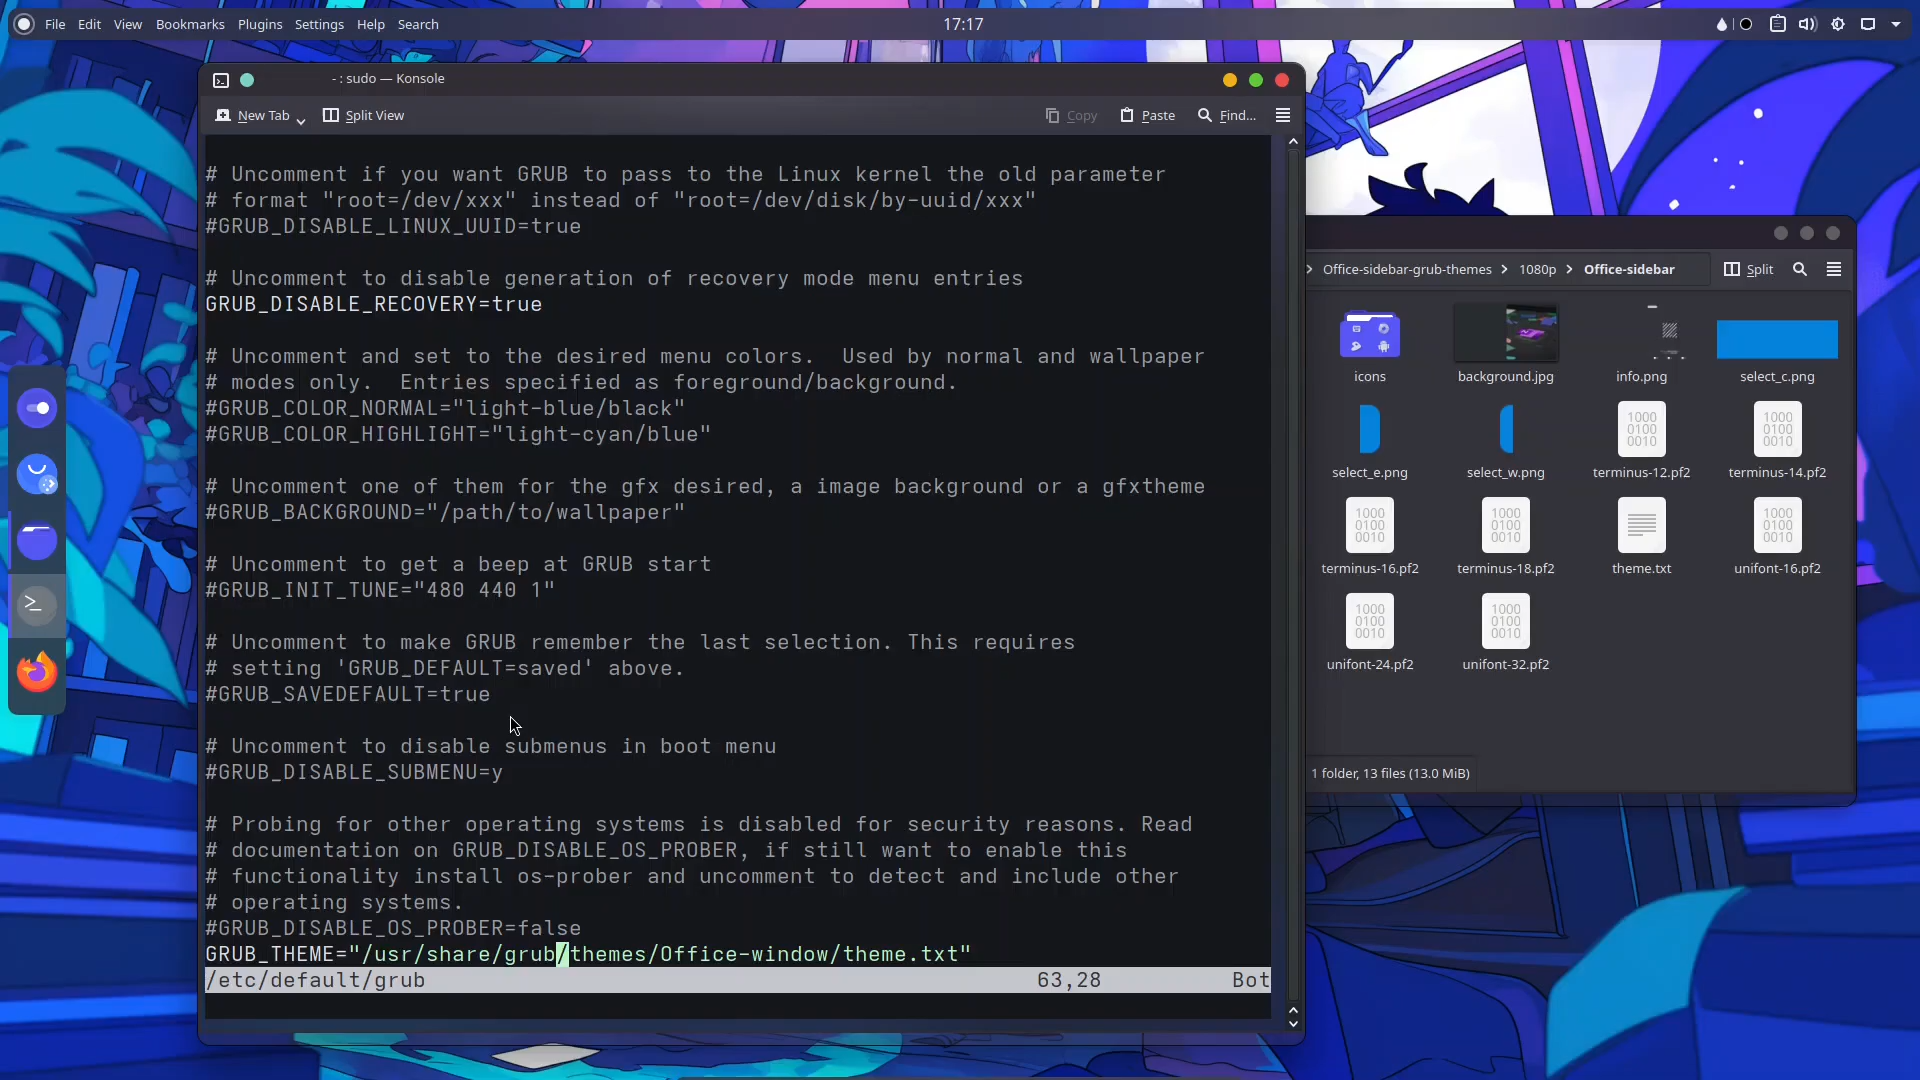 File Edit View Bookmarks Plugins Settings Help Search
17:17
- : sudo — Konsole
New Tab Split View Copy Paste Find...
# Uncomment if you want GRUB to pass to the Linux kernel the old parameter
# format "root=/dev/xxx" instead of "root=/dev/disk/by-uuid/xxx"
#GRUB_DISABLE_LINUX_UUID=true
# Uncomment to disable generation of recovery mode menu entries
GRUB_DISABLE_RECOVERY=true
# Uncomment and set to the desired menu colors.  Used by normal and wallpaper
# modes only.  Entries specified as foreground/background.
#GRUB_COLOR_NORMAL="light-blue/black"
#GRUB_COLOR_HIGHLIGHT="light-cyan/blue"
# Uncomment one of them for the gfx desired, a image background or a gfxtheme
#GRUB_BACKGROUND="/path/to/wallpaper"
# Uncomment to get a beep at GRUB start
#GRUB_INIT_TUNE="480 440 1"
# Uncomment to make GRUB remember the last selection. This requires
# setting 'GRUB_DEFAULT=saved' above.
#GRUB_SAVEDEFAULT=true
# Uncomment to disable submenus in boot menu
#GRUB_DISABLE_SUBMENU=y
# Probing for other operating systems is disabled for security reasons. Read
# documentation on GRUB_DISABLE_OS_PROBER, if still want to enable this
# functionality install os-prober and uncomment to detect and include other
# operating systems.
#GRUB_DISABLE_OS_PROBER=false
GRUB_THEME="/usr/share/grub/themes/Office-window/theme.txt"
/etc/default/grub 63,28 Bot
Office-sidebar-grub-themes > 1080p > Office-sidebar Split
icons background.jpg info.png select_c.png
select_e.png select_w.png terminus-12.pf2 terminus-14.pf2
terminus-16.pf2 terminus-18.pf2 theme.txt unifont-16.pf2
unifont-24.pf2 unifont-32.pf2
1 folder, 13 files (13.0 MiB)